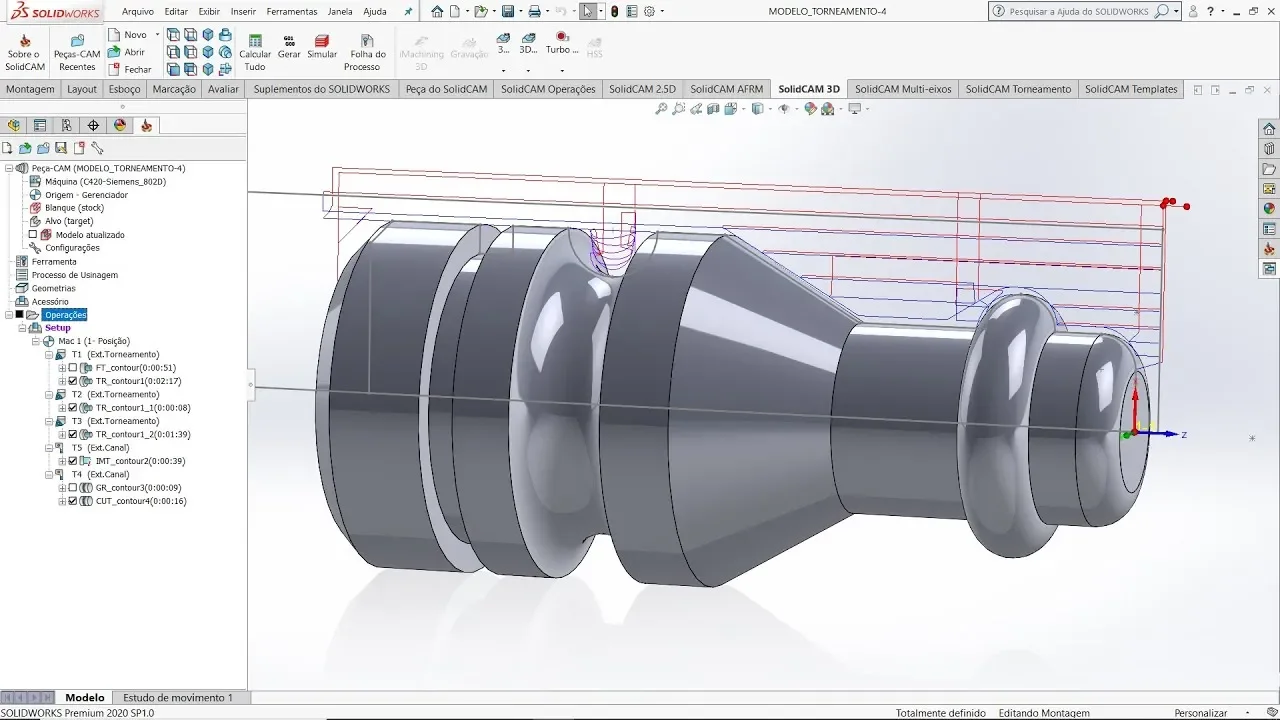 SOLIDWORKS Arquivo Editar Exibir Inserir Ferramentas Janela Ajuda MODELO_TORNEAMENTO-4 Pesquisar a Ajuda do SOLIDWORKS
Sobre o SolidCAM
Peças-CAM Recentes
Novo
Abrir
Fechar
Calcular Tudo
G01 G00
Gerar
Simular
Folha do Processo
iMachining 3D
Gravação
3...
3D...
Turbo ...
HSS
Montagem Layout Esboço Marcação Avaliar Suplementos do SOLIDWORKS Peça do SolidCAM SolidCAM Operações SolidCAM 2.5D SolidCAM AFRM SolidCAM 3D SolidCAM Multi-eixos SolidCAM Torneamento SolidCAM Templates
Peça-CAM (MODELO_TORNEAMENTO-4)
Máquina (C420-Siemens_802D)
Origem - Gerenciador
Blanque (stock)
Alvo (target)
Modelo atualizado
Configurações
Ferramenta
Processo de Usinagem
Geometrias
Acessório
Operações
Setup
Mac 1 (1- Posição)
T1 (Ext.Torneamento)
FT_contour(0:00:51)
TR_contour1(0:02:17)
T2 (Ext.Torneamento)
TR_contour1_1(0:00:08)
T3 (Ext.Torneamento)
TR_contour1_2(0:01:39)
T5 (Ext.Canal)
IMT_contour2(0:00:39)
T4 (Ext.Canal)
GR_contour3(0:00:09)
CUT_contour4(0:00:16)
Z
Modelo Estudo de movimento 1
SOLIDWORKS Premium 2020 SP1.0 Totalmente definido Editando Montagem Personalizar